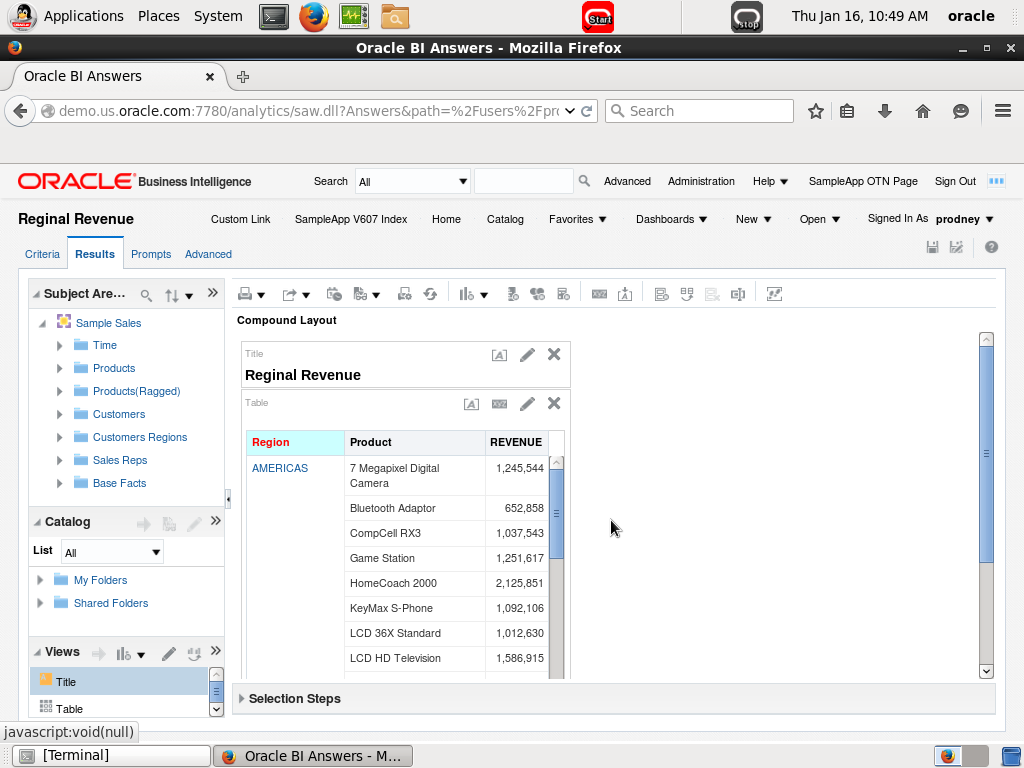 Applications Places System
Start
stop
Thu Jan 16, 10:49 AM oracle
Oracle BI Answers - Mozilla Firefox
Oracle BI Answers
demo.us.oracle.com:7780/analytics/saw.dll?Answers&path=%2Fusers%2Fpro
Search
ORACLE Business Intelligence
Search All Advanced Administration Help SampleApp OTN Page Sign Out
Reginal Revenue Custom Link SampleApp V607 Index Home Catalog Favorites Dashboards New Open Signed In As prodney
Criteria Results Prompts Advanced
Subject Are...
Sample Sales
Time
Products
Products(Ragged)
Customers
Customers Regions
Sales Reps
Base Facts
Catalog
List All
My Folders
Shared Folders
Views
Title
Table
Compound Layout
Title
Reginal Revenue
Table
Region Product REVENUE
AMERICAS 7 Megapixel Digital 1,245,544
Camera
Bluetooth Adaptor 652,858
CompCell RX3 1,037,543
Game Station 1,251,617
HomeCoach 2000 2,125,851
KeyMax S-Phone 1,092,106
LCD 36X Standard 1,012,630
LCD HD Television 1,586,915
Selection Steps
javascript:void(null)
[Terminal] Oracle BI Answers - M...